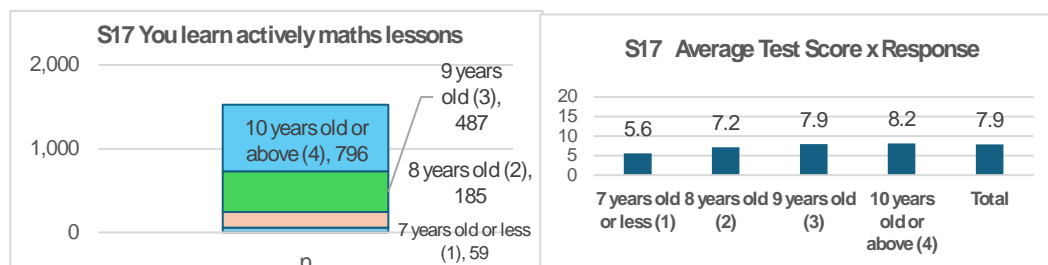 S17 You learn actively maths lessons
2,000
1,000
0
9 years
old (3),
487
10 years old or
above (4), 796
8 years old (2),
185
7 years old or less
(1), 59
n
S17 Average Test Score x Response
20
15
10
5
0
5.6
7.2
7.9
8.2
7.9
7 years old
or less (1)
8 years old
(2)
9 years old
(3)
10 years
old or
above (4)
Total